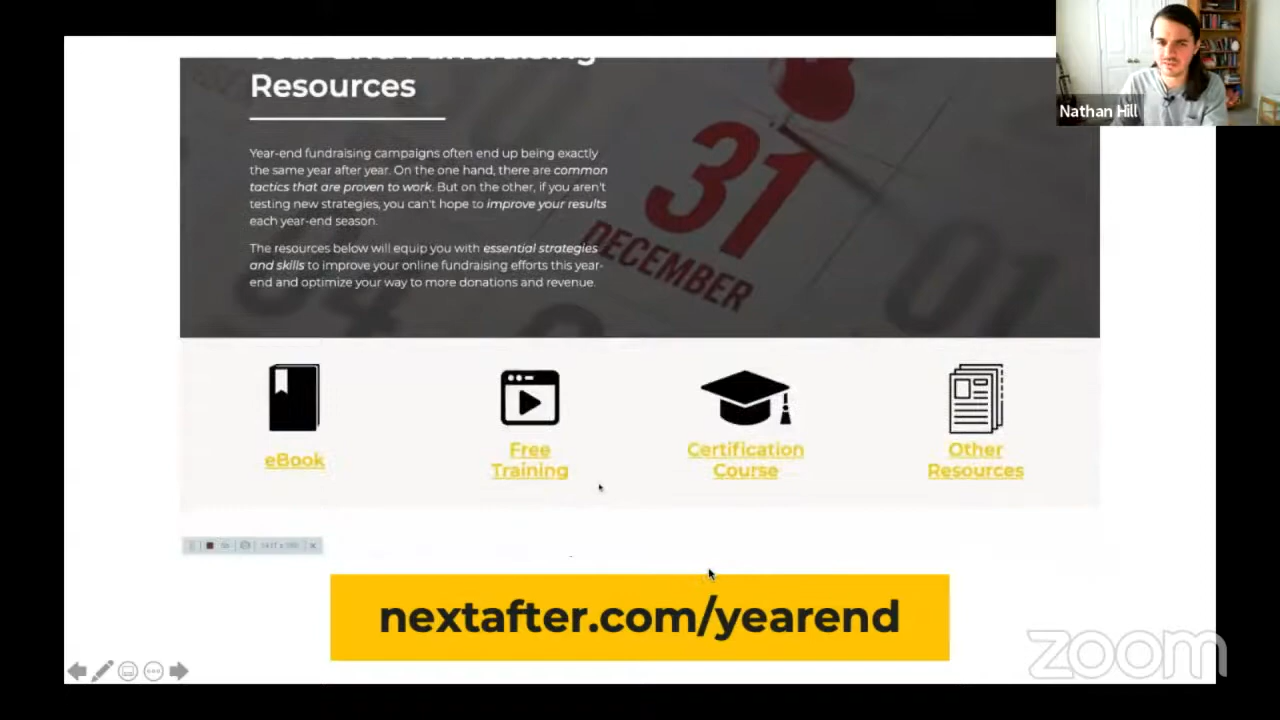 Year-End Fundraising
Resources
Year-end fundraising campaigns often end up being exactly
the same year after year. On the one hand, there are common
tactics that are proven to work. But on the other, if you aren't
testing new strategies, you can't hope to improve your results
each year-end season.
The resources below will equip you with essential strategies
and skills to improve your online fundraising efforts this year-
end and optimize your way to more donations and revenue.
31
DECEMBER
01
eBook
Free
Training
Certification
Course
Other
Resources
nextafter.com/yearend
Nathan Hill
zoom